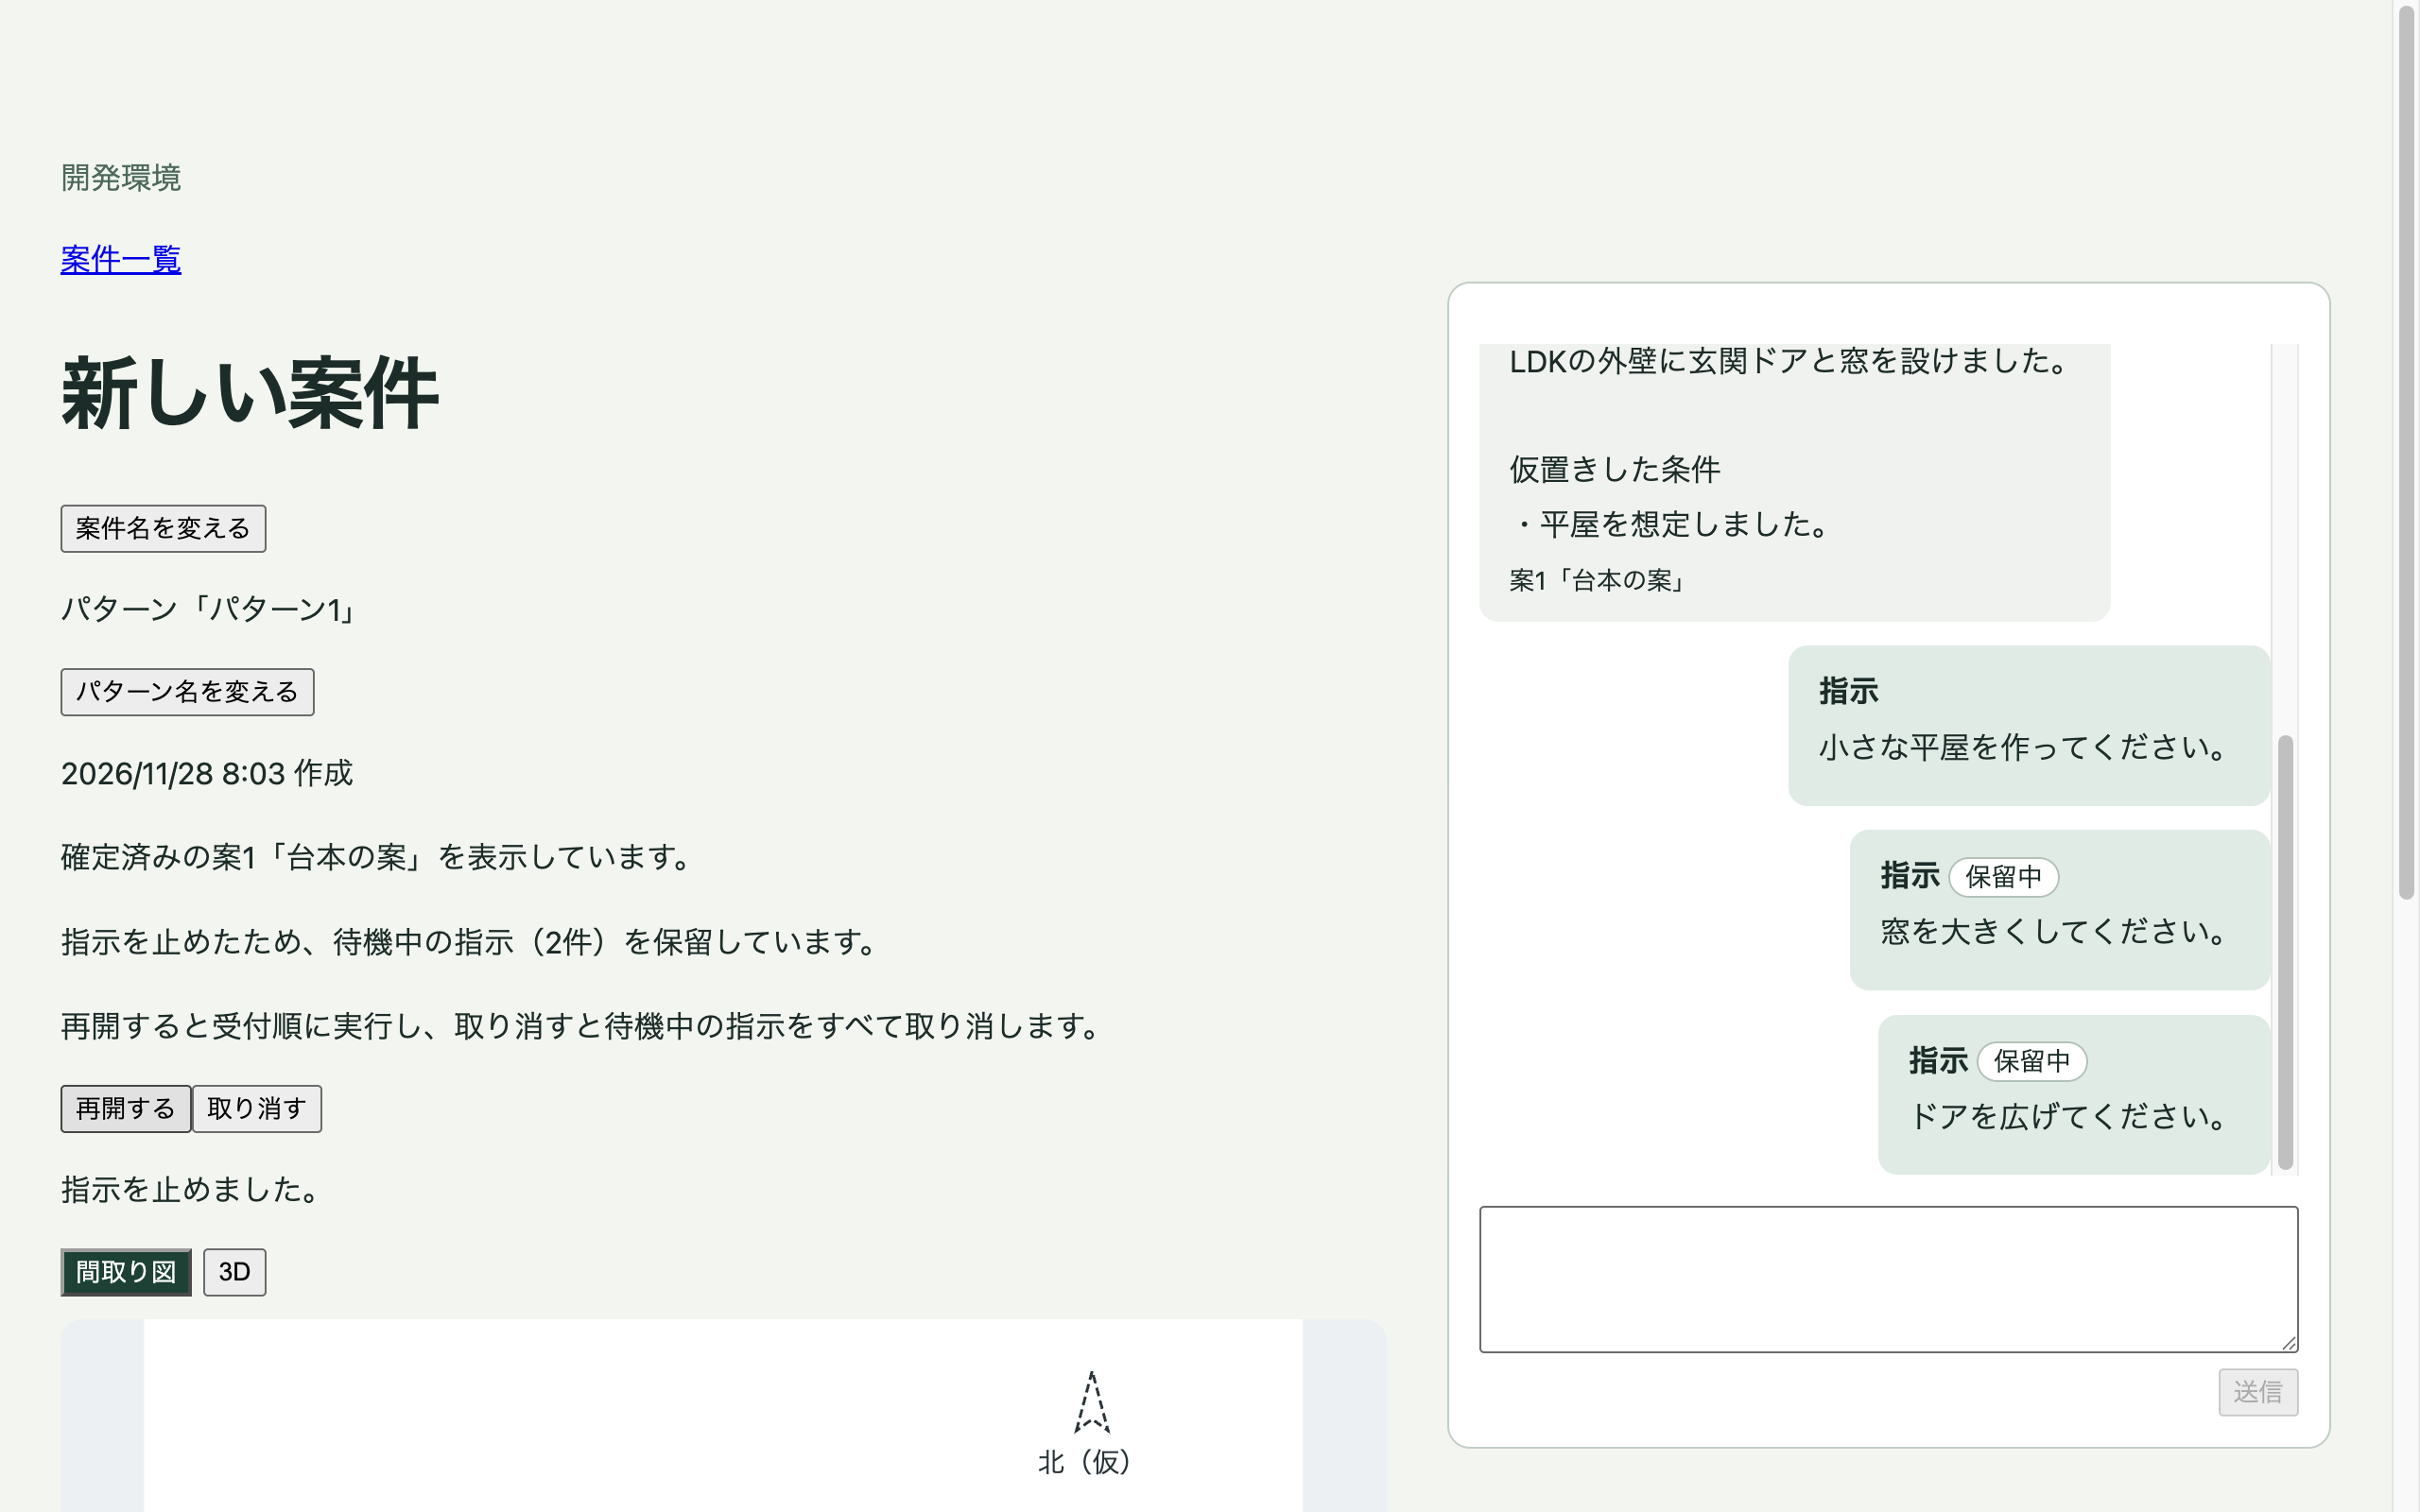 開発環境
案件一覧
新しい案件
案件名を変える
パターン「パターン1」
パターン名を変える
2026/11/28 8:03 作成
確定済みの案1「台本の案」を表示しています。
指示を止めたため、待機中の指示（2件）を保留しています。
再開すると受付順に実行し、取り消すと待機中の指示をすべて取り消します。
再開する 取り消す
指示を止めました。
間取り図 3D
北（仮）
LDKの外壁に玄関ドアと窓を設けました。
仮置きした条件
・平屋を想定しました。
案1「台本の案」
指示
小さな平屋を作ってください。
指示 保留中
窓を大きくしてください。
指示 保留中
ドアを広げてください。
送信